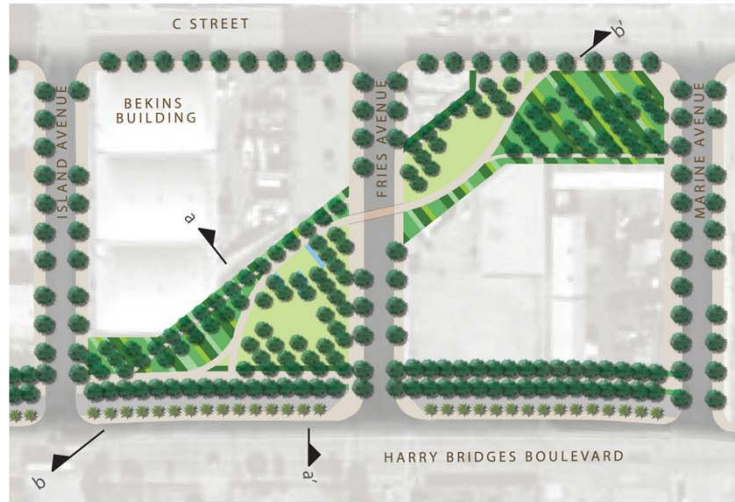 C STREET
b'
BEKINS
BUILDING
ISLAND AVENUE
FRIES AVENUE
MARINE AVENUE
a
b
a'
HARRY BRIDGES BOULEVARD